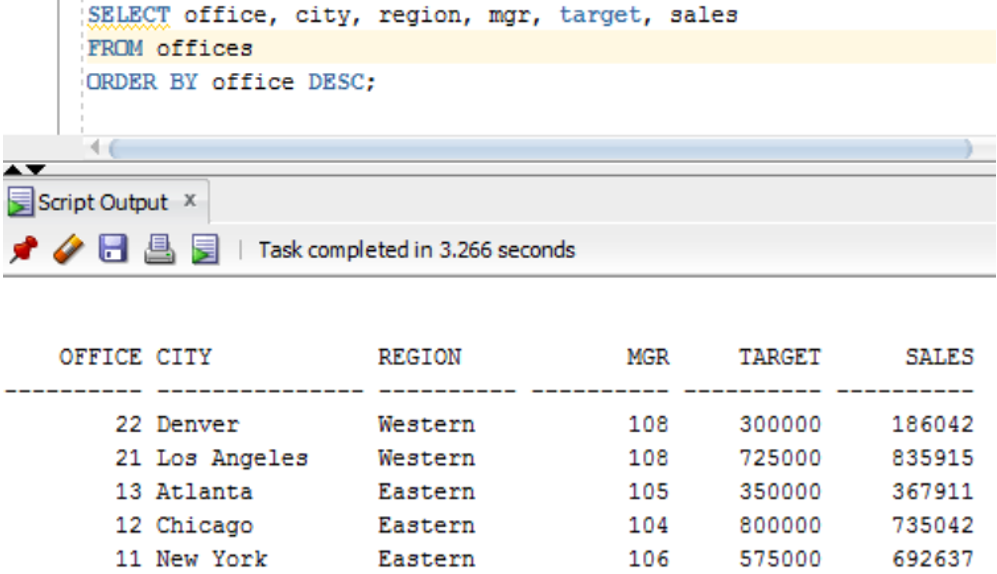 SELECT office, city, region, mgr, target, sales
FROM offices
ORDER BY office DESC;
Script Output x
Task completed in 3.266 seconds
OFFICE CITY REGION MGR TARGET SALES
---------- --------------- ---------- ---------- ---------- ----------
22 Denver Western 108 300000 186042
21 Los Angeles Western 108 725000 835915
13 Atlanta Eastern 105 350000 367911
12 Chicago Eastern 104 800000 735042
11 New York Eastern 106 575000 692637